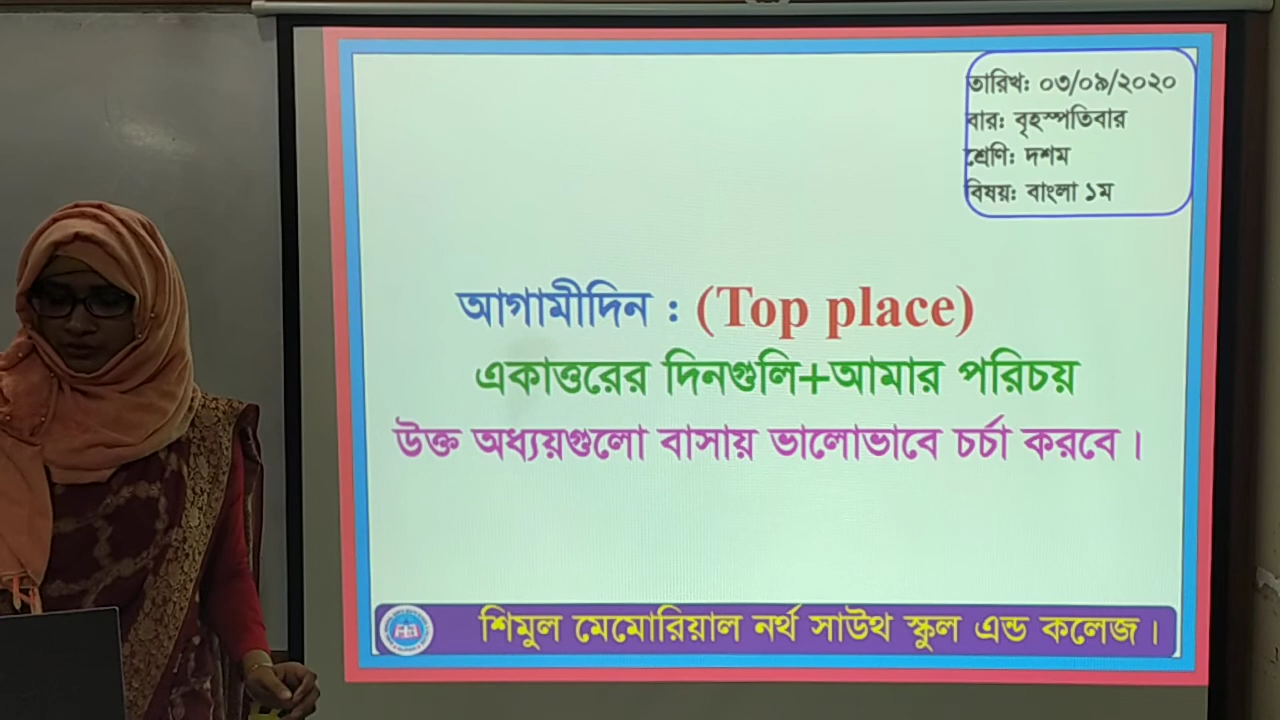 তারিখ: ০৩/০৯/২০২০
বার: বৃহস্পতিবার
শ্রেণি: দশম
বিষয়: বাংলা ১ম
আগামীদিন : (Top place)
একাত্তরের দিনগুলি+আমার পরিচয়
উক্ত অধ্যয়গুলো বাসায় ভালোভাবে চর্চা করবে।
শিমুল মেমোরিয়াল নর্থ সাউথ স্কুল এন্ড কলেজ।